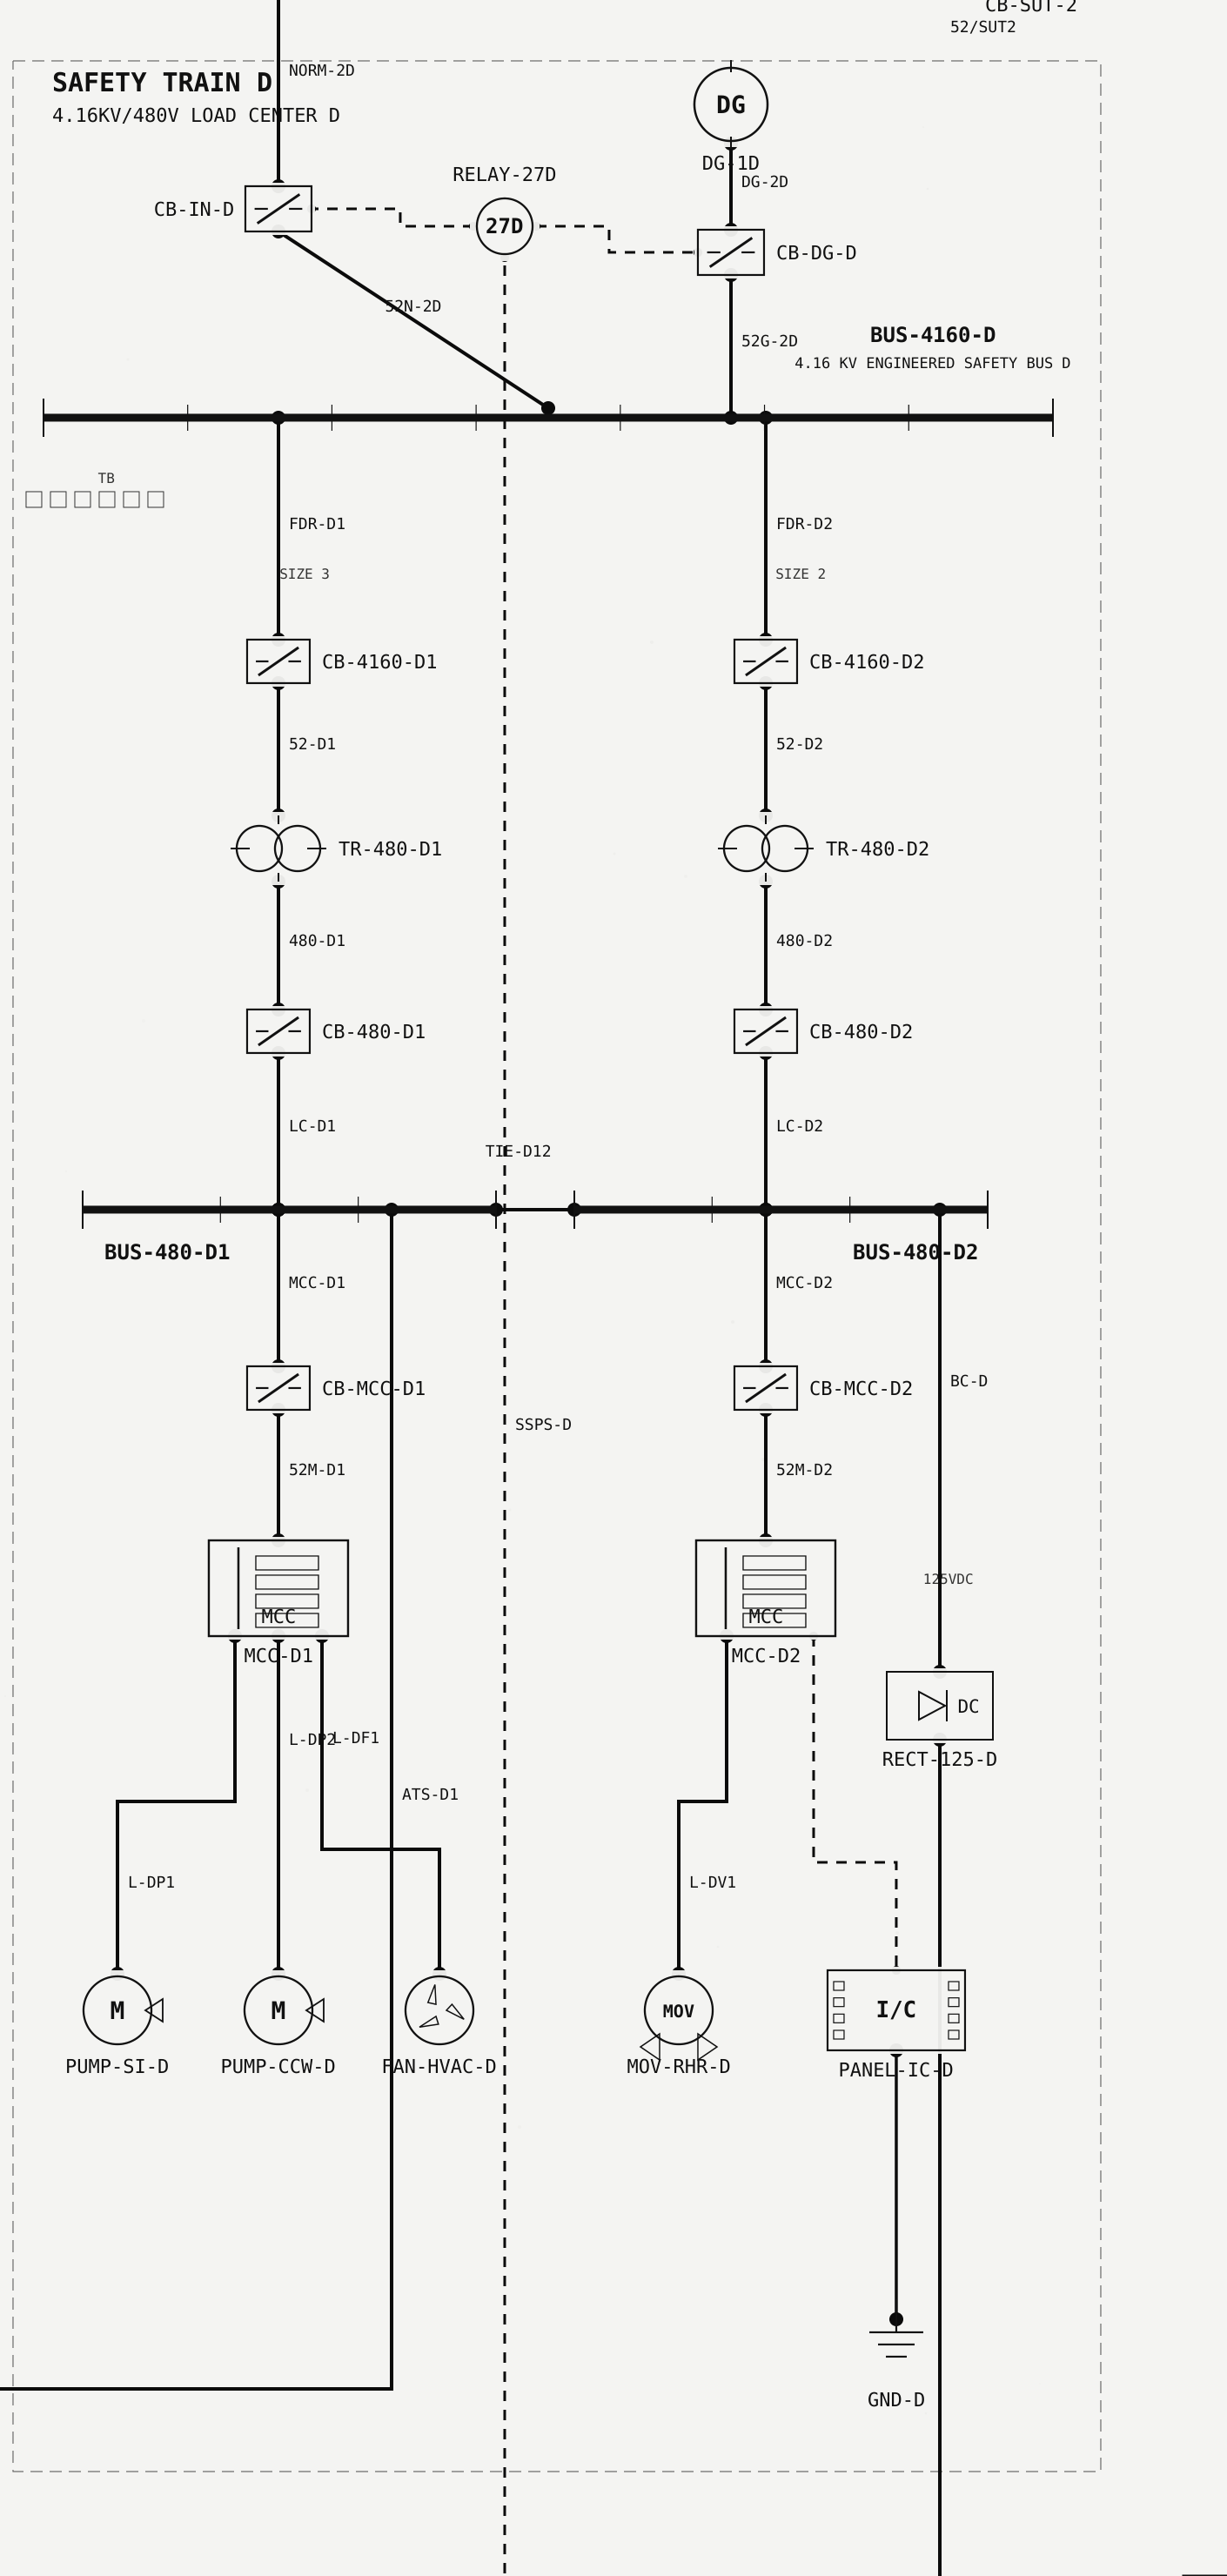 CB-SUT-2
52/SUT2
SAFETY TRAIN D
NORM-2D
4.16KV/480V LOAD CENTER D
DG
DG-1D
DG-2D
RELAY-27D
CB-IN-D
27D
CB-DG-D
52N-2D
52G-2D
BUS-4160-D
4.16 KV ENGINEERED SAFETY BUS D
TB
FDR-D1
FDR-D2
SIZE 3
SIZE 2
CB-4160-D1
CB-4160-D2
52-D1
52-D2
TR-480-D1
TR-480-D2
480-D1
480-D2
CB-480-D1
CB-480-D2
LC-D1
LC-D2
TIE-D12
BUS-480-D1
BUS-480-D2
MCC-D1
MCC-D2
CB-MCC-D1
CB-MCC-D2
BC-D
SSPS-D
52M-D1
52M-D2
125VDC
MCC
MCC
MCC-D1
MCC-D2
DC
RECT-125-D
L-DP2
L-DF1
ATS-D1
L-DP1
L-DV1
M
M
MOV
I/C
PUMP-SI-D
PUMP-CCW-D
FAN-HVAC-D
MOV-RHR-D
PANEL-IC-D
GND-D